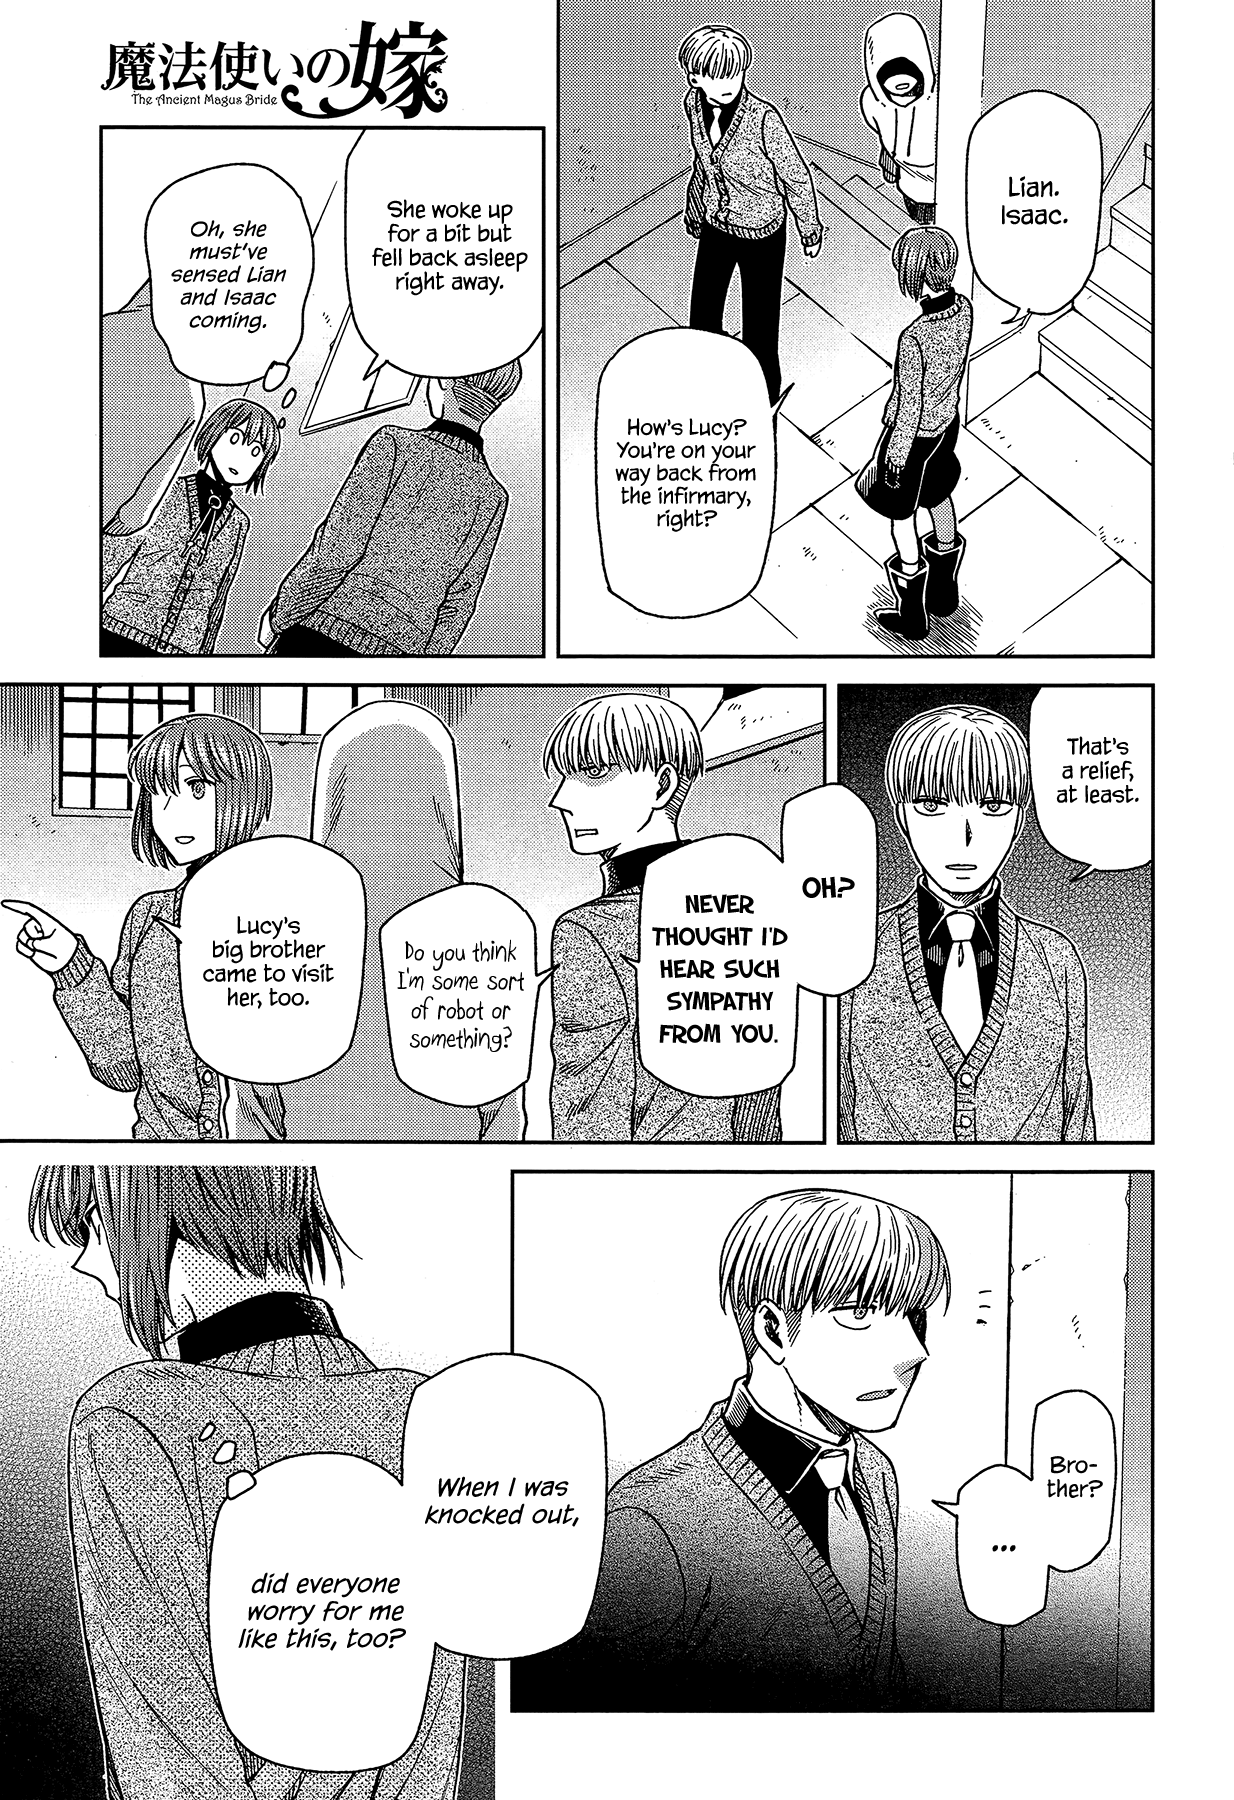 魔法使いの嫁
The Ancient Magus Bride
Lian.
Isaac.
How's Lucy?
You're on your
way back from
the infirmary,
right?
She woke up
for a bit but
fell back asleep
right away.
Oh, she
must've
sensed Lian
and Isaac
coming.
That's
a relief,
at least.
OH?
NEVER
THOUGHT I'D
HEAR SUCH
SYMPATHY
FROM YOU.
Do you think
I'm some sort
of robot or
something?
Lucy's
big brother
came to visit
her, too.
Bro-
ther?
...
When I was
knocked out,
did everyone
worry for me
like this, too?